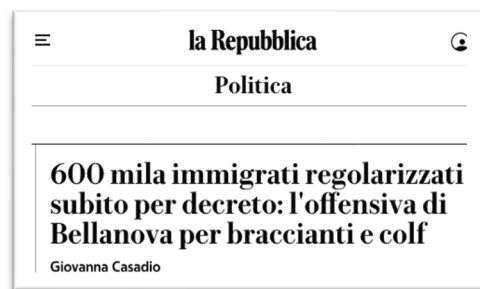 la Repubblica
Politica
600 mila immigrati regolarizzati
subito per decreto: l'offensiva di
Bellanova per braccianti e colf
Giovanna Casadio